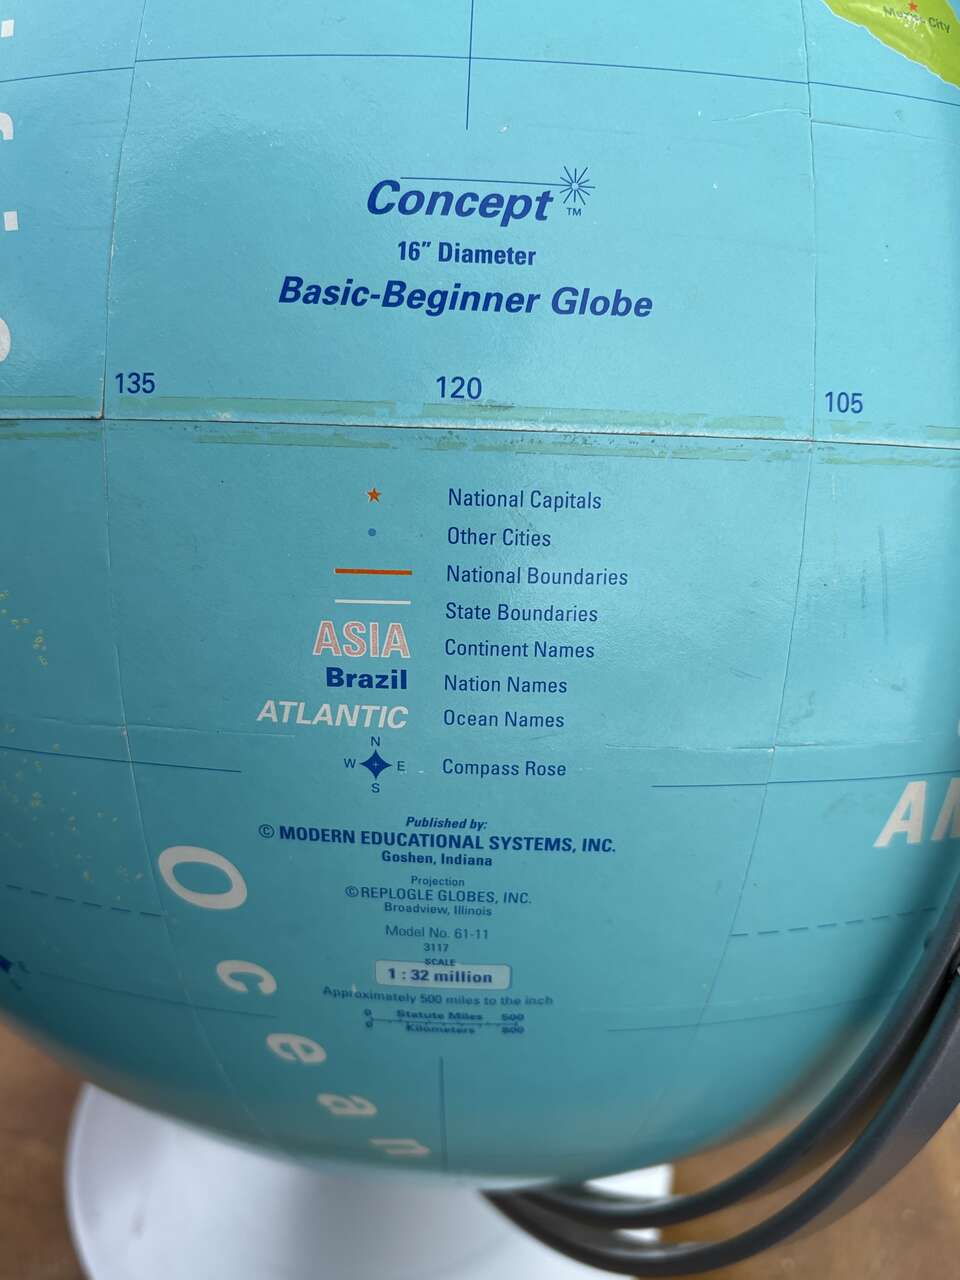 Mexico City
Concept™
16” Diameter
Basic-Beginner Globe
135 120 105
National Capitals
Other Cities
National Boundaries
State Boundaries
ASIA Continent Names
Brazil Nation Names
ATLANTIC Ocean Names
N
W E Compass Rose
S
Published by:
© MODERN EDUCATIONAL SYSTEMS, INC.
Goshen, Indiana
Projection
©REPLOGLE GLOBES, INC.
Broadview, Illinois
Model No. 61-11
3117
SCALE
1 : 32 million
Approximately 500 miles to the inch
0 Statute Miles 500
0 Kilometers 800
Ocean